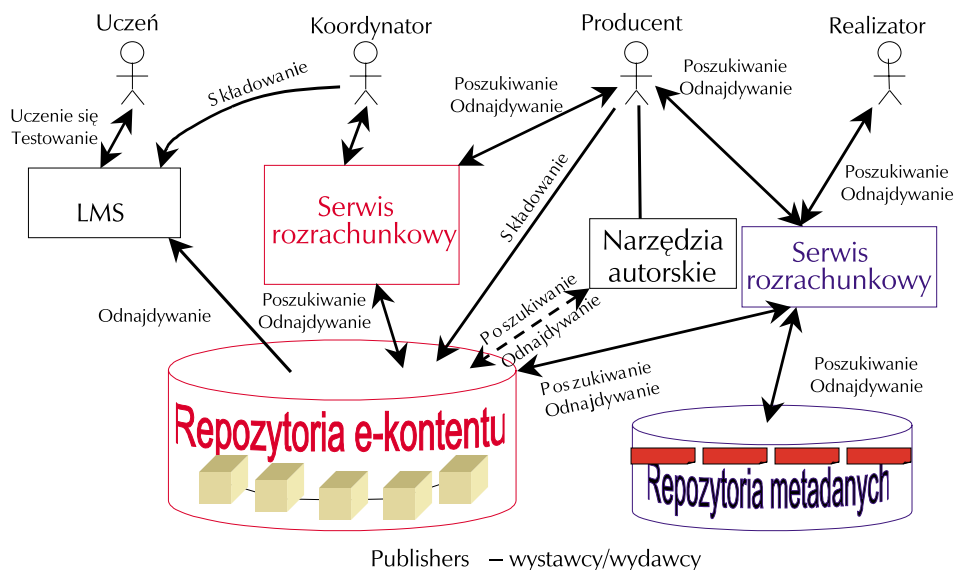 Uczeń
Koordynator
Producent
Realizator
Składowanie
Poszukiwanie
Odnajdywanie
Poszukiwanie
Odnajdywanie
Uczenie się
Testowanie
Poszukiwanie
Odnajdywanie
LMS
Serwis
rozrachunkowy
Składowanie
Narzędzia
autorskie
Serwis
rozrachunkowy
Odnajdywanie
Poszukiwanie
Odnajdywanie
Poszukiwanie
Odnajdywanie
Poszukiwanie
Odnajdywanie
Poszukiwanie
Odnajdywanie
Repozytoria e-kontentu
Repozytoria metadanych
Publishers – wystawcy/wydawcy